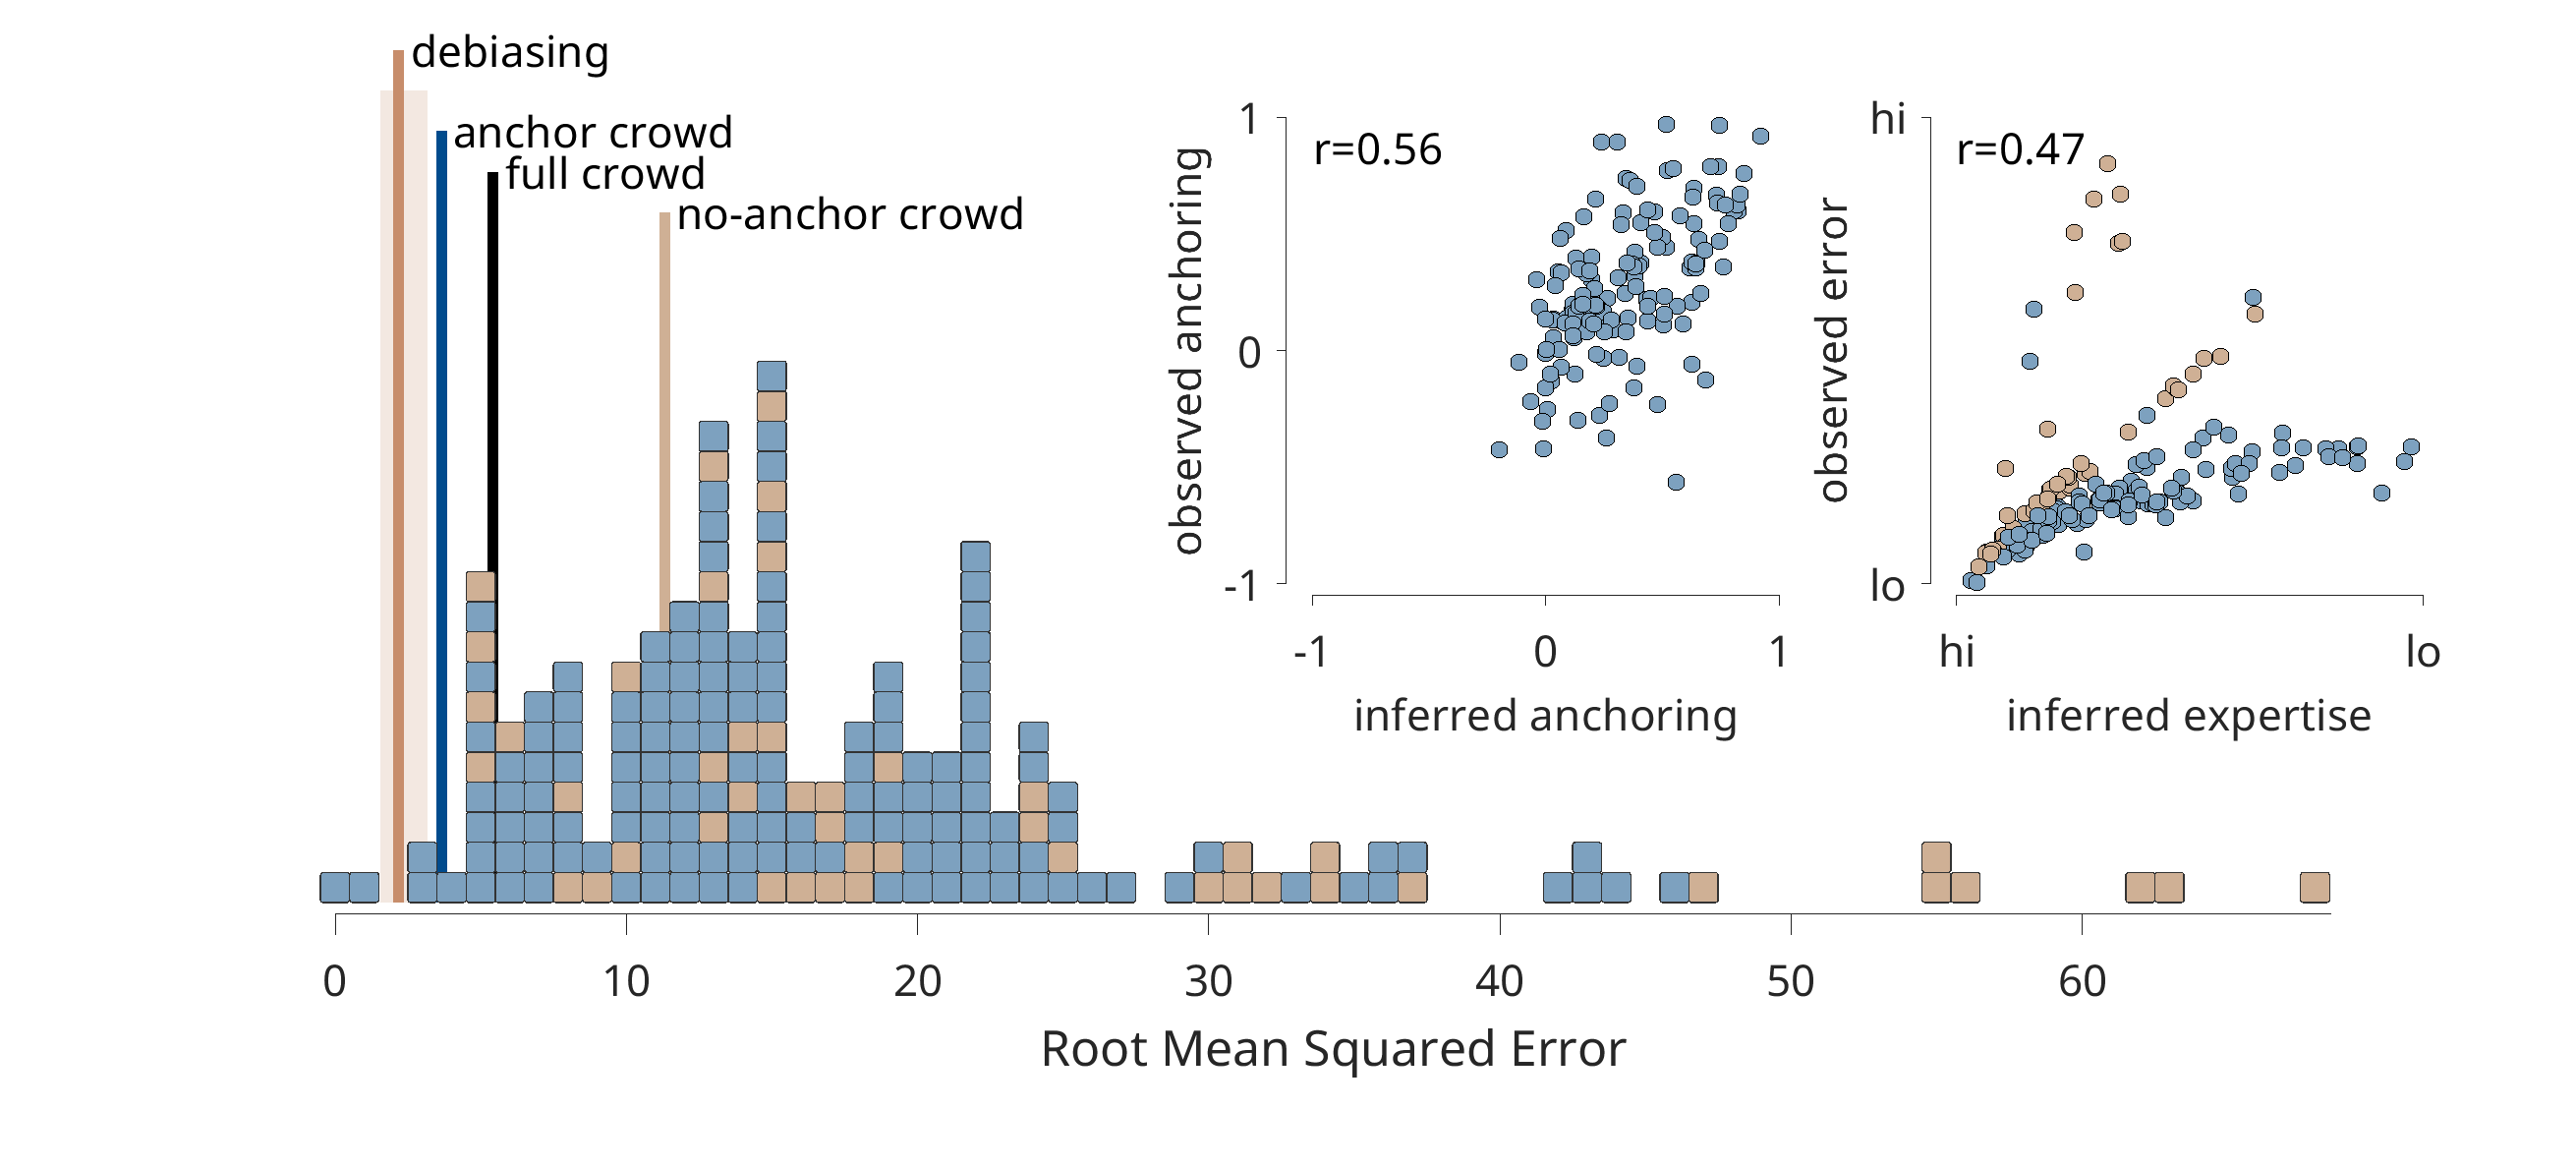 debiasing
anchor crowd
full crowd
no-anchor crowd
observed anchoring
1
0
-1
r=0.56
-1 0 1
inferred anchoring
observed error
hi
lo
r=0.47
hi lo
inferred expertise
0 10 20 30 40 50 60
Root Mean Squared Error